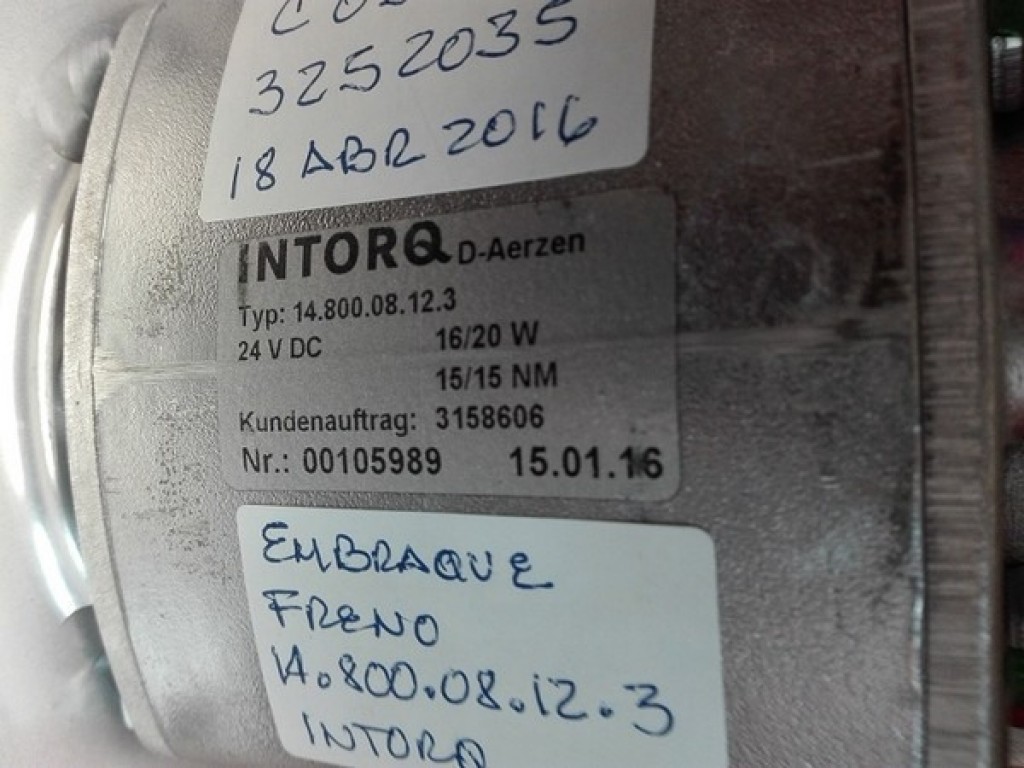 3252035
18 ABR 2016
INTORQ D-Aerzen
Typ: 14.800.08.12.3
24 V DC 16/20 W
15/15 NM
Kundenauftrag: 3158606
Nr.: 00105989 15.01.16
EMBRAQUE
FRENO
14.800.08.12.3
INTORQ